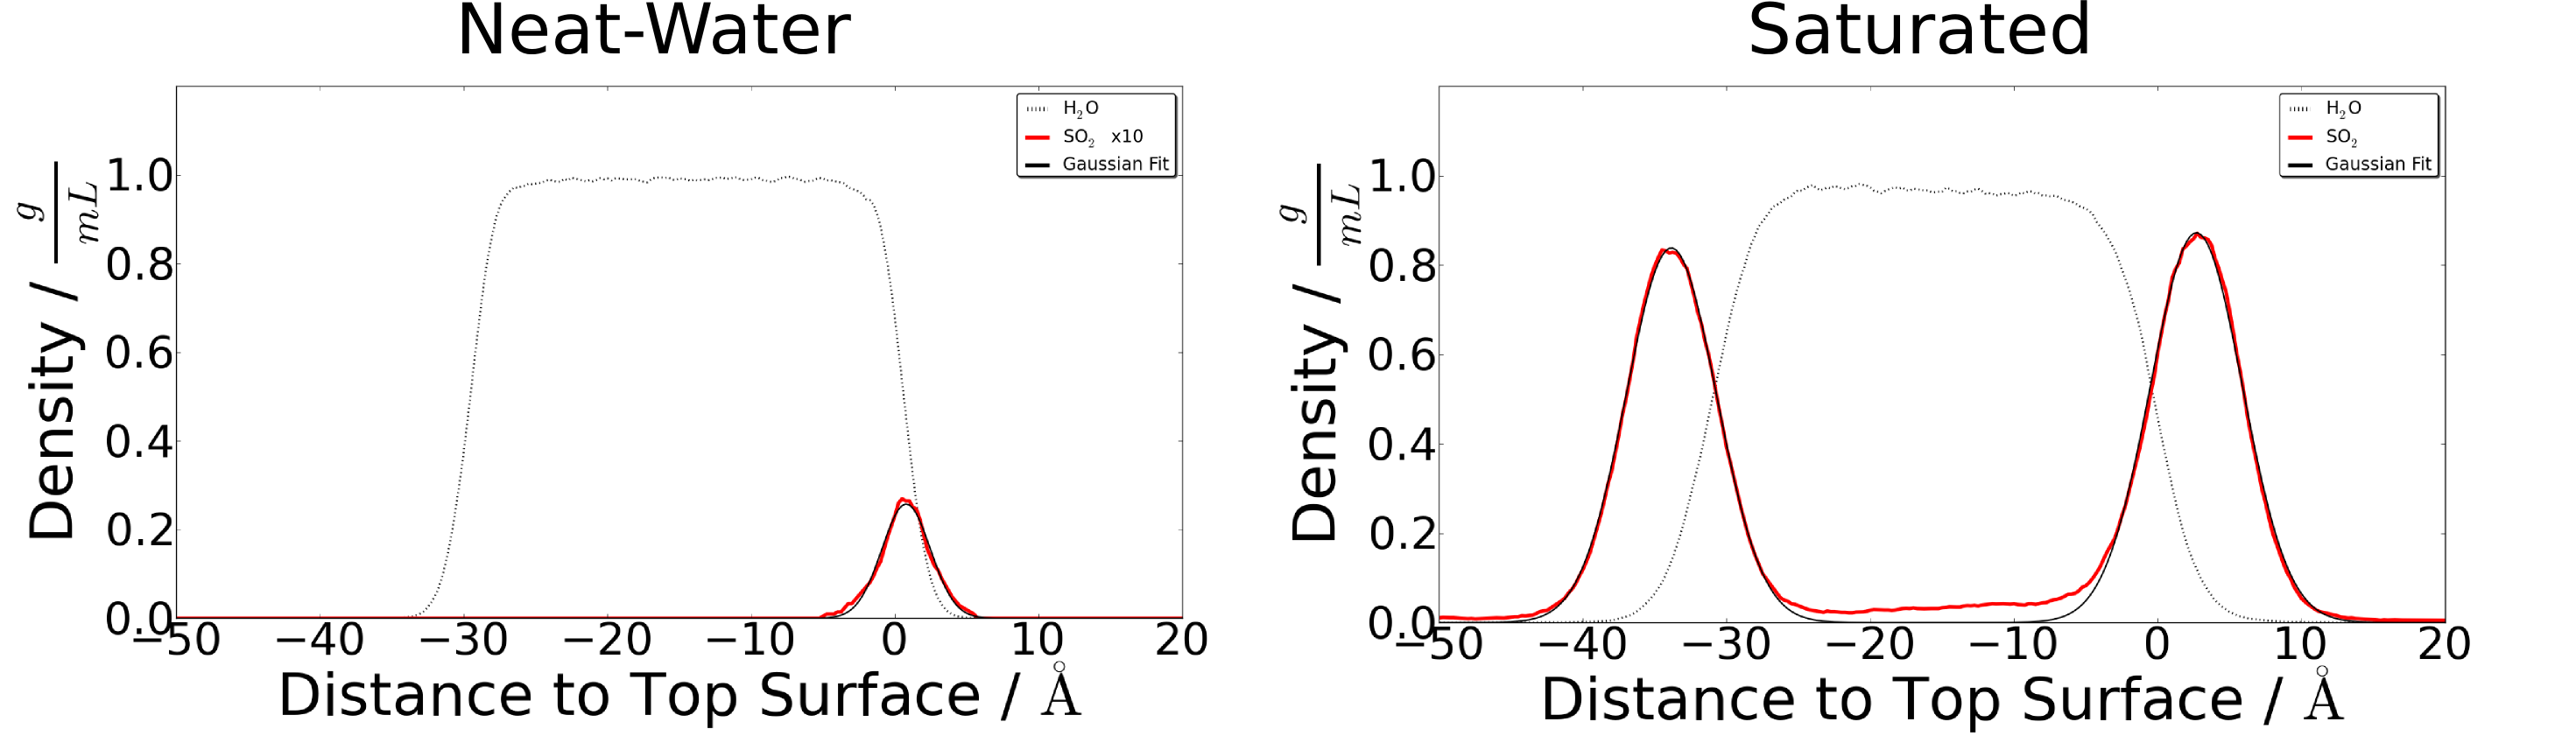 Neat-Water
H₂O
SO₂ x10
Gaussian Fit
Density / g/mL
1.0
0.8
0.6
0.4
0.2
0.0
−50 −40 −30 −20 −10 0 10 20
Distance to Top Surface / Å
Saturated
H₂O
SO₂
Gaussian Fit
Density / g/mL
1.0
0.8
0.6
0.4
0.2
0.0
−50 −40 −30 −20 −10 0 10 20
Distance to Top Surface / Å